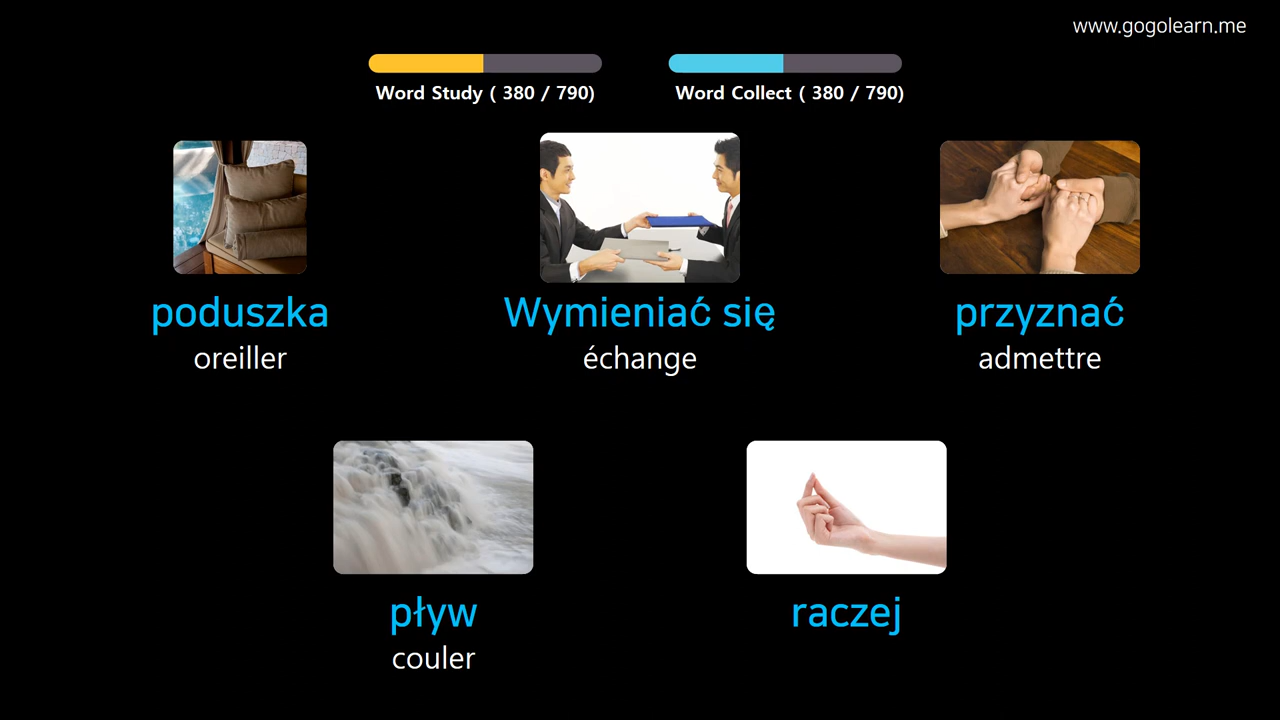 www.gogolearn.me
Word Study ( 380 / 790)
Word Collect ( 380 / 790)
poduszka
oreiller
Wymieniać się
échange
przyznać
admettre
pływ
couler
raczej